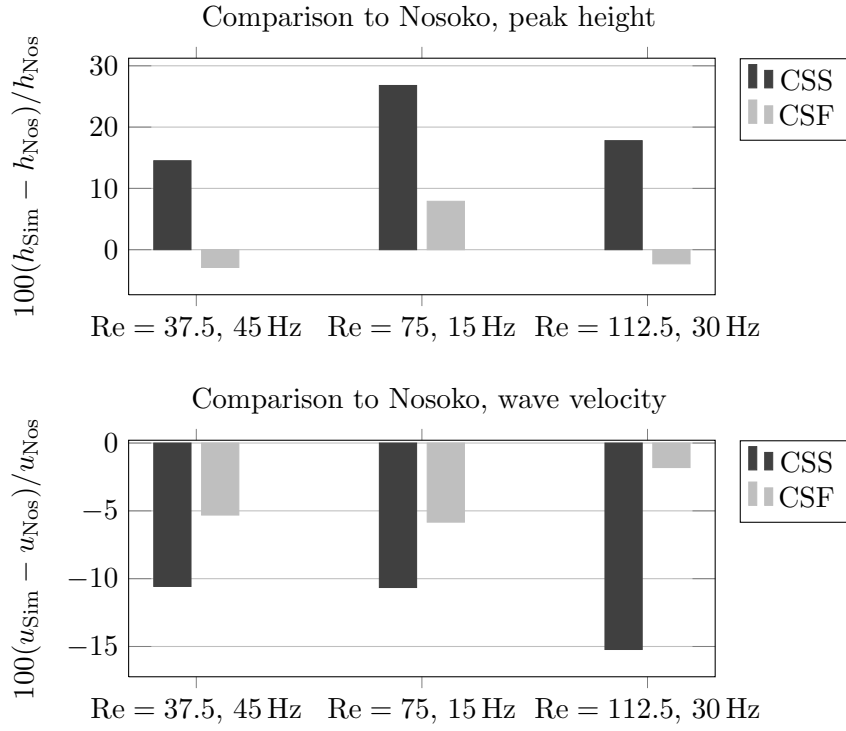 Comparison to Nosoko, peak height
100(h_Sim − h_Nos)/h_Nos
30
20
10
0
Re = 37.5, 45 Hz Re = 75, 15 Hz Re = 112.5, 30 Hz
CSS
CSF
Comparison to Nosoko, wave velocity
100(u_Sim − u_Nos)/u_Nos
0
−5
−10
−15
Re = 37.5, 45 Hz Re = 75, 15 Hz Re = 112.5, 30 Hz
CSS
CSF